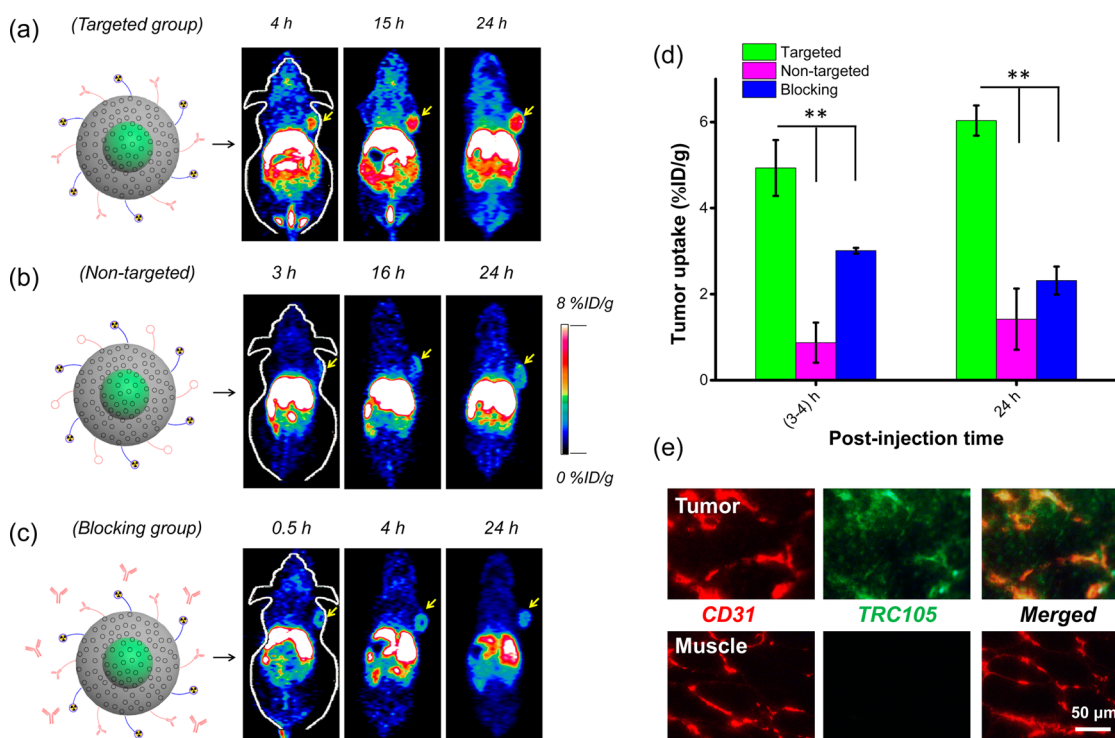 (a)
(Targeted group)
4 h
15 h
24 h
(b)
(Non-targeted)
3 h
16 h
24 h
8 %ID/g
0 %ID/g
(c)
(Blocking group)
0.5 h
4 h
24 h
(d)
Targeted
Non-targeted
Blocking
**
**
Tumor uptake (%ID/g)
6
4
2
0
(3-4) h
24 h
Post-injection time
(e)
Tumor
CD31
TRC105
Merged
Muscle
50 µm